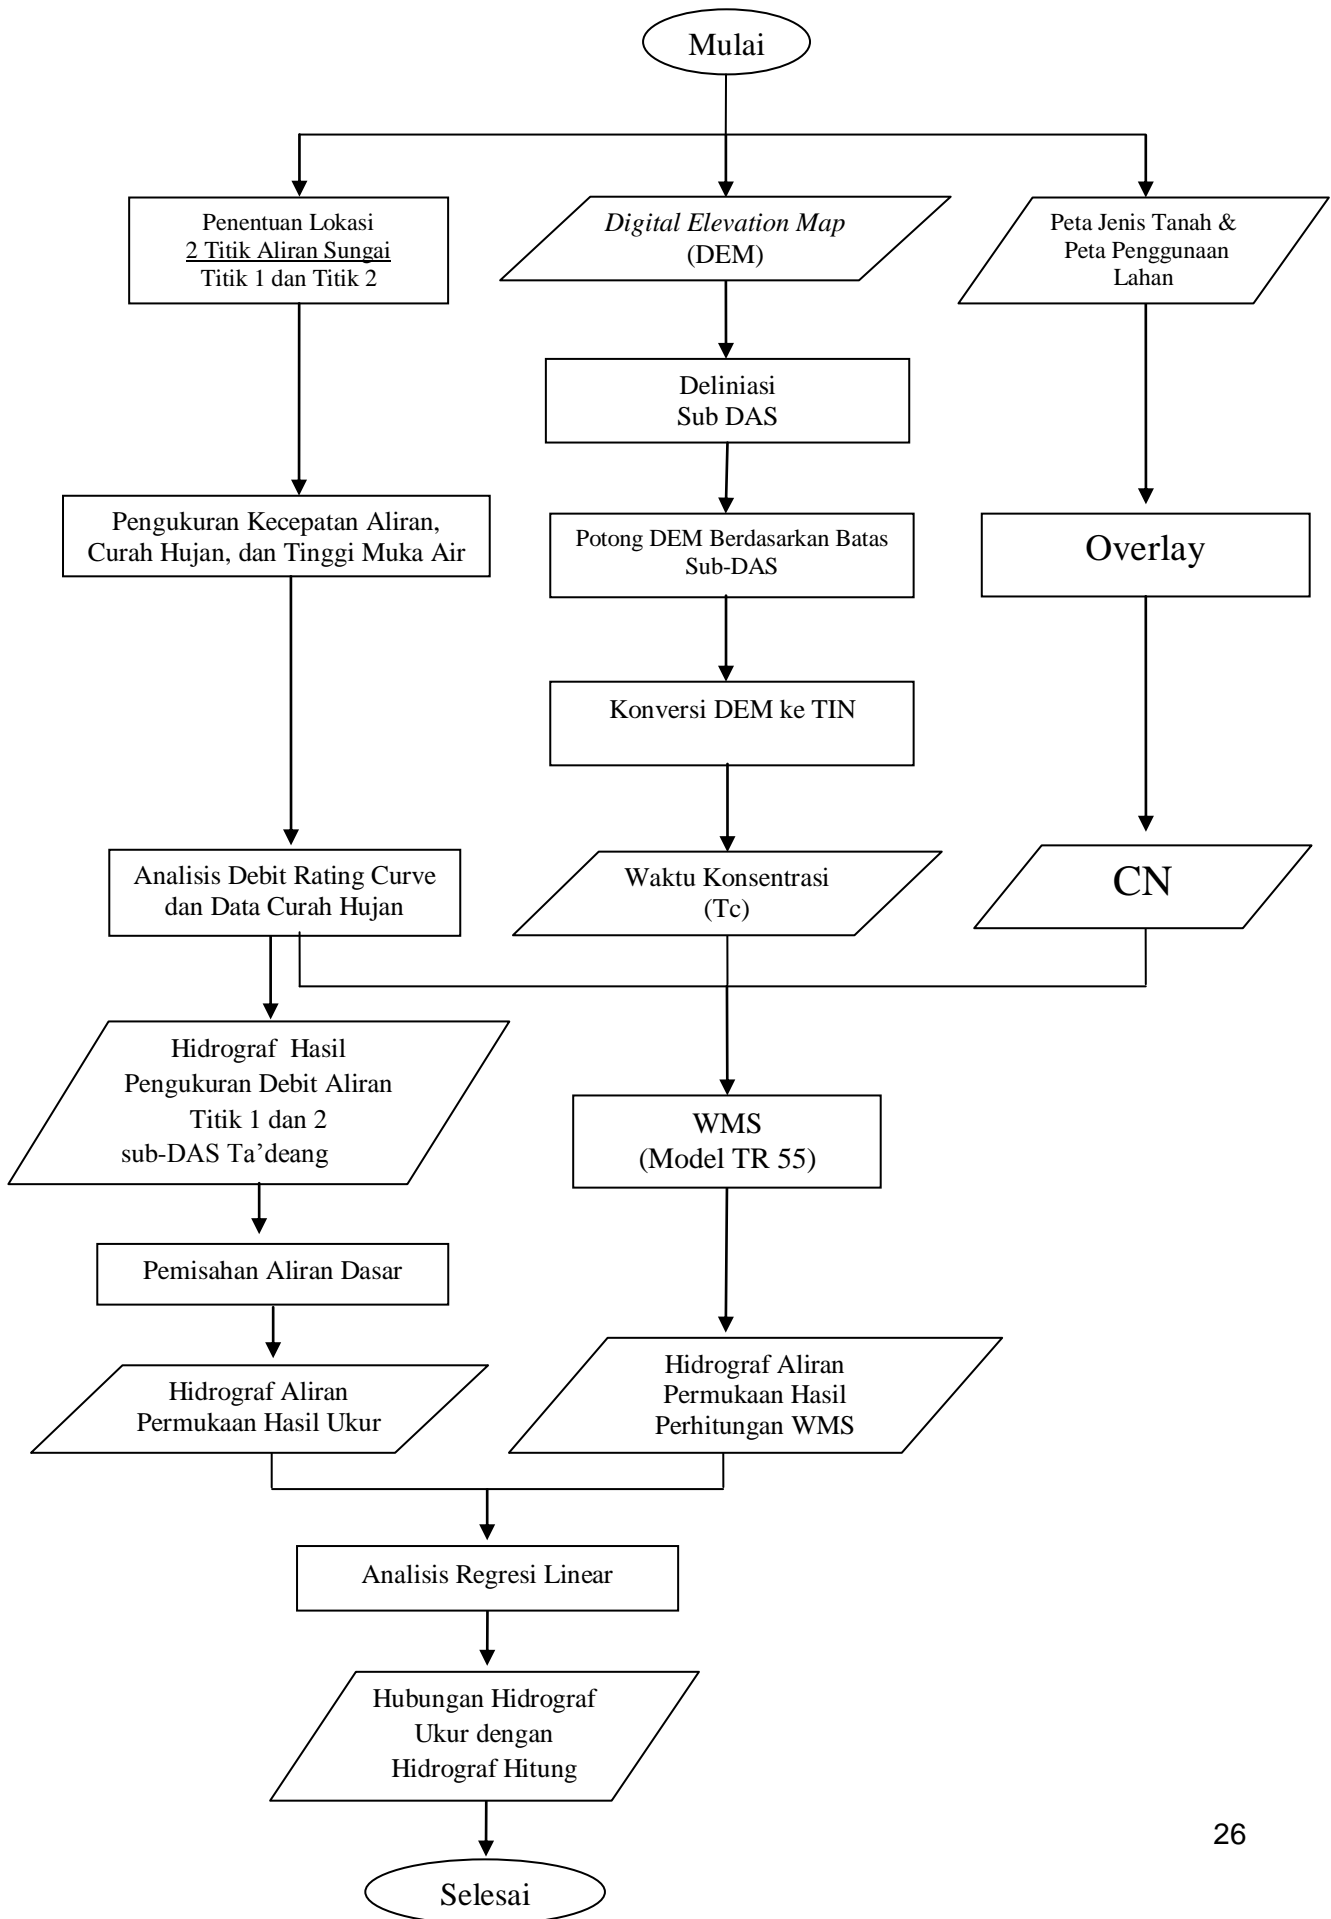 Mulai
Penentuan Lokasi
2 Titik Aliran Sungai
Titik 1 dan Titik 2
Digital Elevation Map
(DEM)
Peta Jenis Tanah &
Peta Penggunaan
Lahan
Deliniasi
Sub DAS
Pengukuran Kecepatan Aliran,
Curah Hujan, dan Tinggi Muka Air
Potong DEM Berdasarkan Batas
Sub-DAS
Overlay
Konversi DEM ke TIN
Analisis Debit Rating Curve
dan Data Curah Hujan
Waktu Konsentrasi
(Tc)
CN
Hidrograf Hasil
Pengukuran Debit Aliran
Titik 1 dan 2
sub-DAS Ta’deang
WMS
(Model TR 55)
Pemisahan Aliran Dasar
Hidrograf Aliran
Permukaan Hasil Ukur
Hidrograf Aliran
Permukaan Hasil
Perhitungan WMS
Analisis Regresi Linear
Hubungan Hidrograf
Ukur dengan
Hidrograf Hitung
Selesai
26